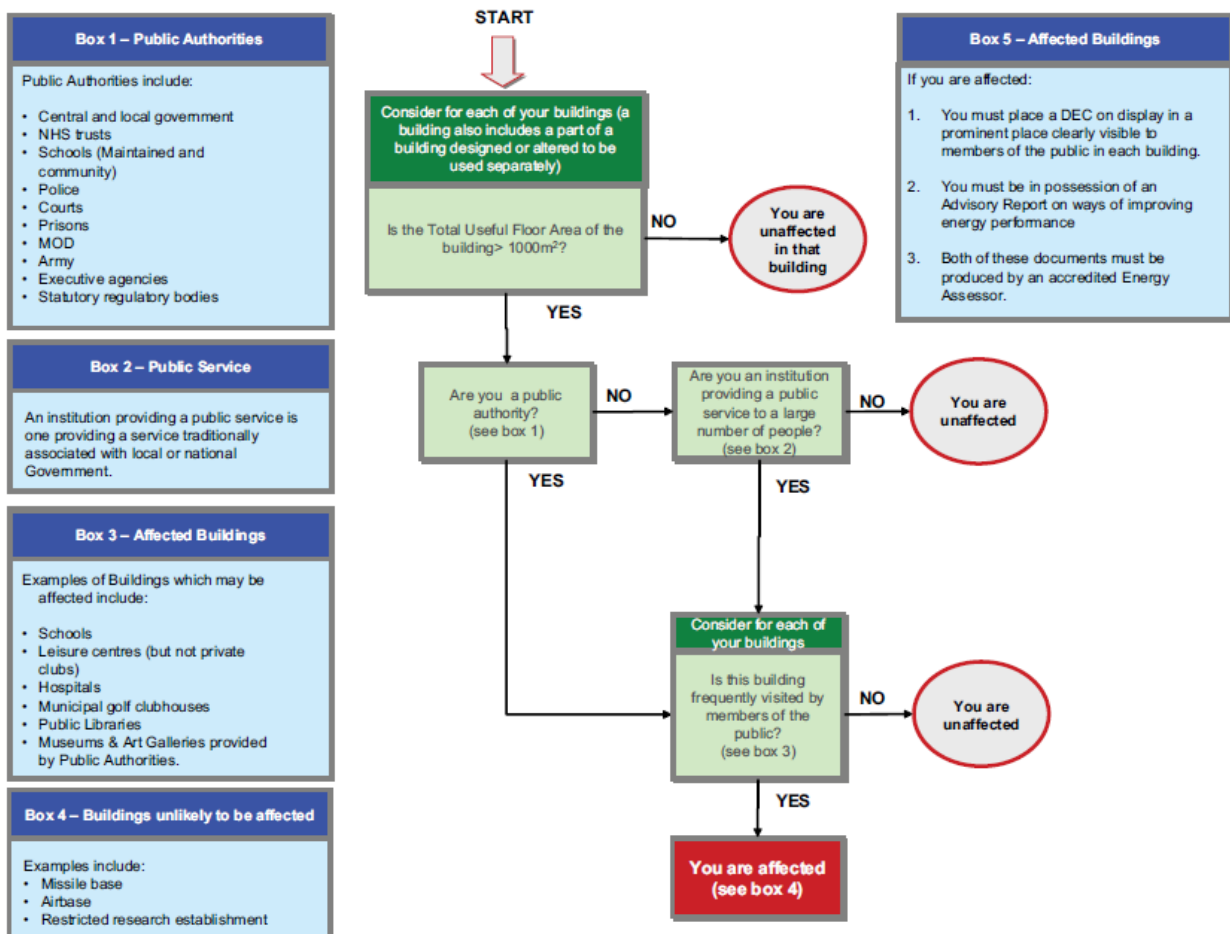 START
Box 1 – Public Authorities
Public Authorities include:
• Central and local government
• NHS trusts
• Schools (Maintained and
community)
• Police
• Courts
• Prisons
• MOD
• Army
• Executive agencies
• Statutory regulatory bodies
Box 2 – Public Service
An institution providing a public service is
one providing a service traditionally
associated with local or national
Government.
Box 3 – Affected Buildings
Examples of Buildings which may be
affected include:
• Schools
• Leisure centres (but not private
clubs)
• Hospitals
• Municipal golf clubhouses
• Public Libraries
• Museums & Art Galleries provided
by Public Authorities.
Box 4 – Buildings unlikely to be affected
Examples include:
• Missile base
• Airbase
• Restricted research establishment
Consider for each of your buildings (a
building also includes a part of a
building designed or altered to be
used separately)
Is the Total Useful Floor Area of the
building> 1000m²?
NO
You are
unaffected
in that
building
YES
Are you a public
authority?
(see box 1)
NO
Are you an institution
providing a public
service to a large
number of people?
(see box 2)
NO
You are
unaffected
YES
YES
Consider for each of
your buildings
Is this building
frequently visited by
members of the
public?
(see box 3)
NO
You are
unaffected
YES
You are affected
(see box 4)
Box 5 – Affected Buildings
If you are affected:
1. You must place a DEC on display in a
prominent place clearly visible to
members of the public in each building.
2. You must be in possession of an
Advisory Report on ways of improving
energy performance
3. Both of these documents must be
produced by an accredited Energy
Assessor.